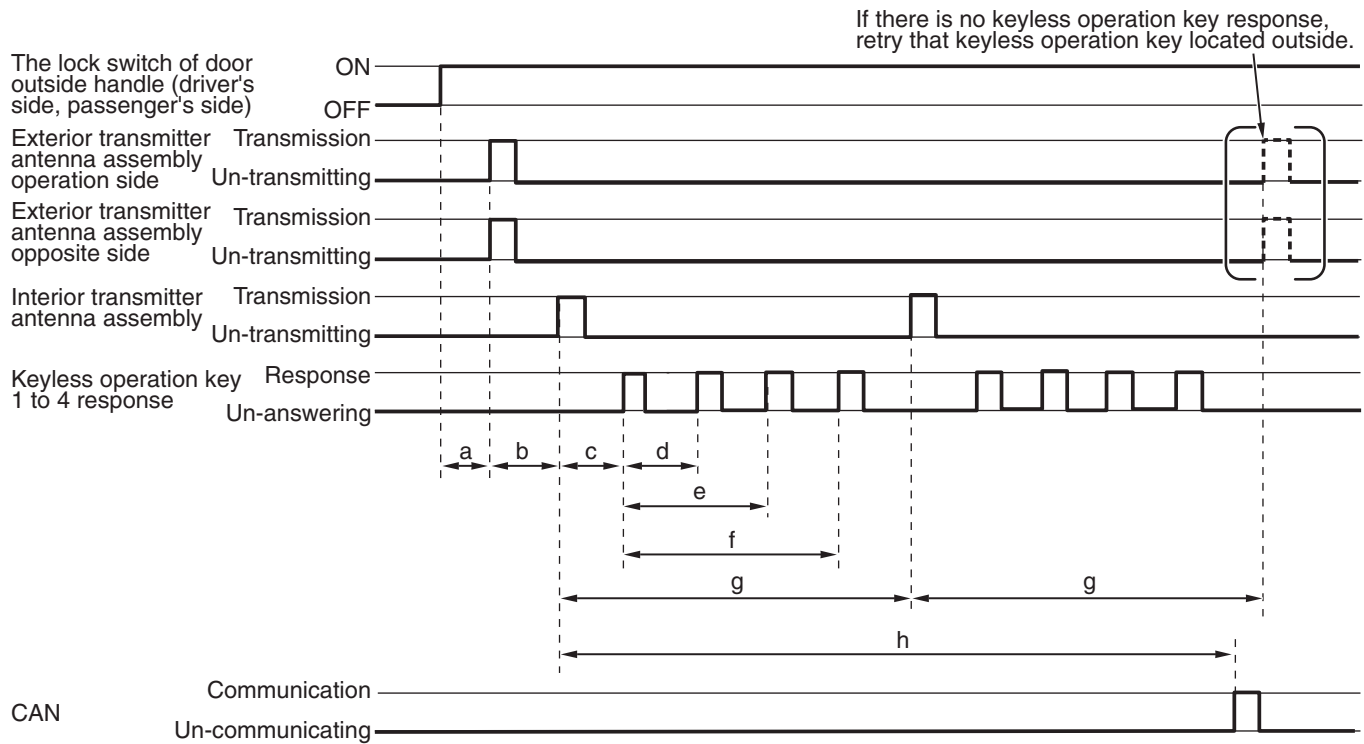 If there is no keyless operation key response,
retry that keyless operation key located outside.
The lock switch of door
outside handle (driver's
side, passenger's side)
ON
OFF
Exterior transmitter
antenna assembly
operation side
Transmission
Un-transmitting
Exterior transmitter
antenna assembly
opposite side
Transmission
Un-transmitting
Interior transmitter
antenna assembly
Transmission
Un-transmitting
Keyless operation key
1 to 4 response
Response
Un-answering
a b c d
e
f
g g
h
CAN
Communication
Un-communicating